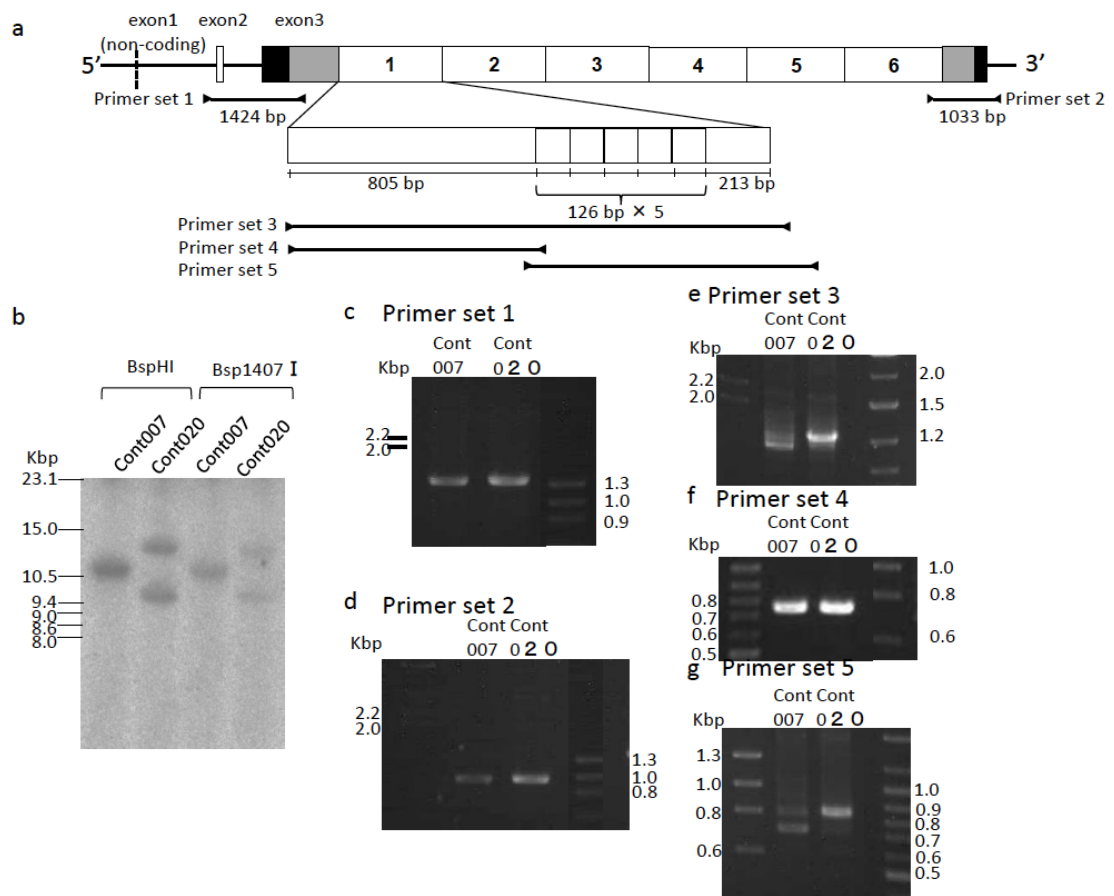 a
exon1
(non-coding)
exon2
exon3
5’
1
2
3
4
5
6
3’
Primer set 1
1424 bp
Primer set 2
1033 bp
805 bp
213 bp
126 bp × 5
Primer set 3
Primer set 4
Primer set 5
b
BspHI
Bsp1407 I
Kbp
Cont007
Cont020
Cont007
Cont020
23.1
15.0
10.5
9.4
9.0
8.6
8.0
c Primer set 1
Cont Cont
Kbp 007 020
2.2
2.0
1.3
1.0
0.9
d Primer set 2
Cont Cont
Kbp 007 020
2.2
2.0
1.3
1.0
0.8
e Primer set 3
Cont Cont
Kbp 007 020
2.2
2.0
2.0
1.5
1.2
f Primer set 4
Cont Cont
Kbp 007 020
0.8
0.7
0.6
0.5
1.0
0.8
0.6
g Primer set 5
Cont Cont
Kbp 007 020
1.3
1.0
0.8
0.6
1.0
0.9
0.8
0.7
0.6
0.5